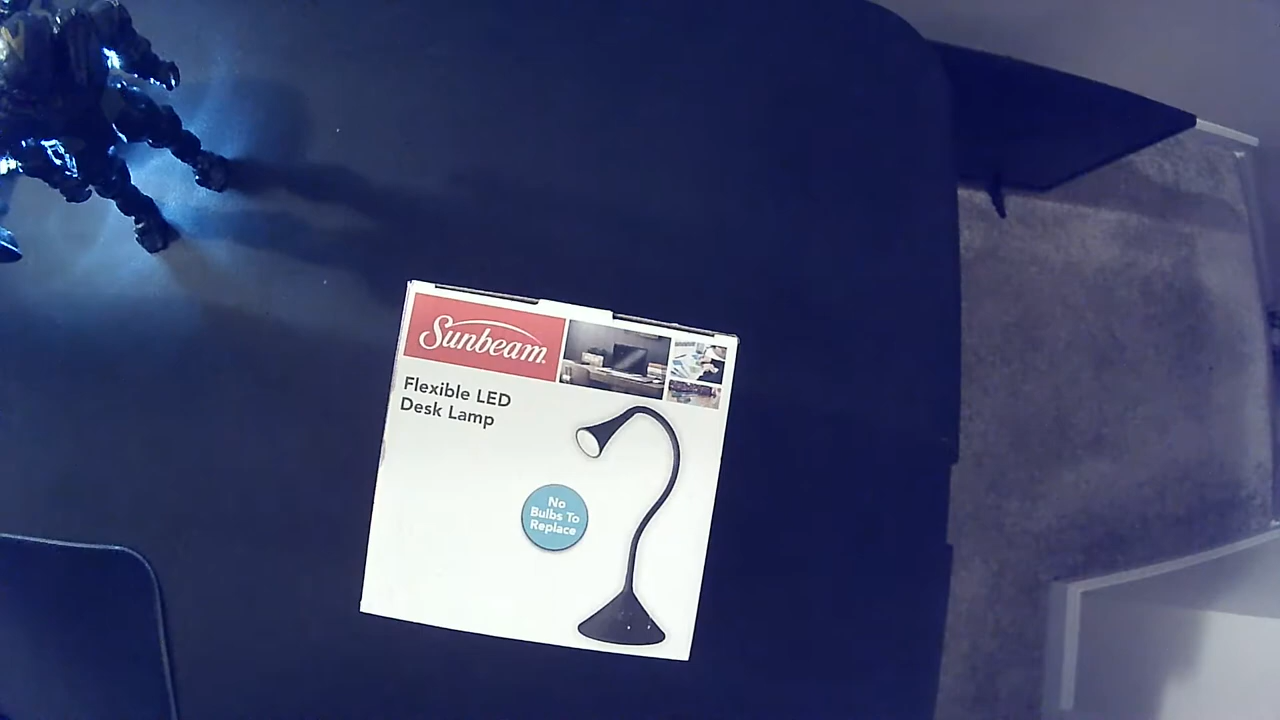 Sunbeam
Flexible LED
Desk Lamp
No
Bulbs To
Replace